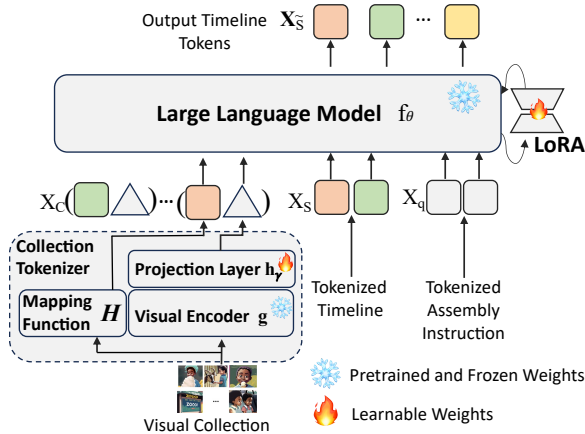 Output Timeline
Tokens
X_S̃
...
Large Language Model f_θ
LoRA
X_C ( ) ... ( )
X_S
X_q
Collection
Tokenizer
Projection Layer h_γ
Mapping
Function H
Visual Encoder g
Tokenized
Timeline
Tokenized
Assembly
Instruction
...
Visual Collection
Pretrained and Frozen Weights
Learnable Weights